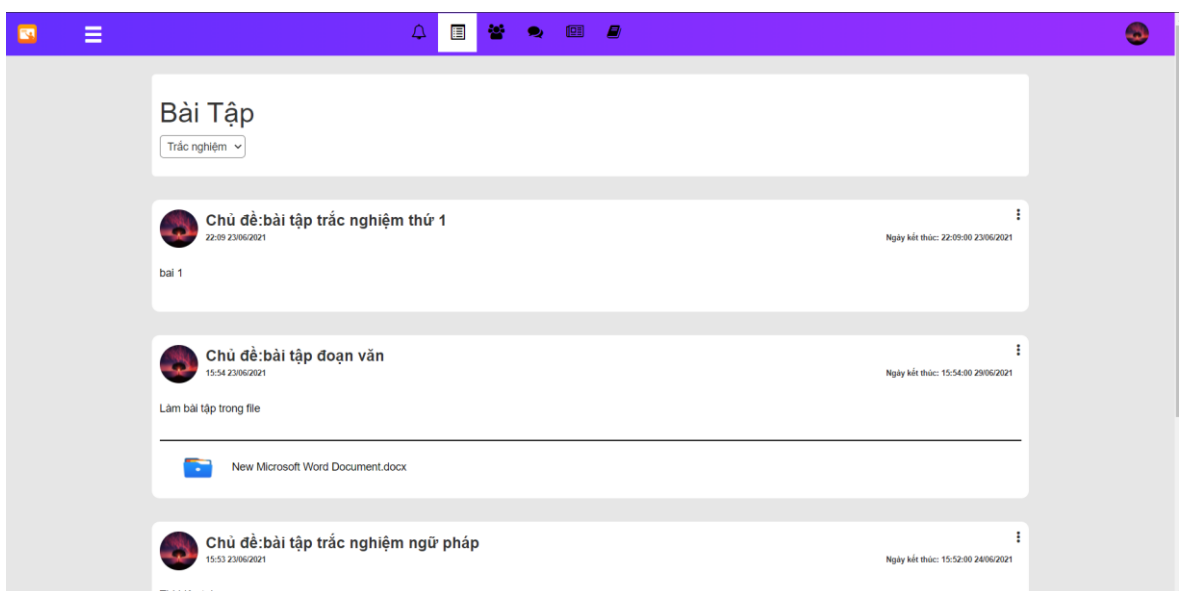 Bài Tập
Trắc nghiệm
Chủ đề:bài tập trắc nghiệm thứ 1
22:09 23/06/2021
Ngày kết thúc: 22:09:00 23/06/2021
bai 1
Chủ đề:bài tập đoạn văn
15:54 23/06/2021
Ngày kết thúc: 15:54:00 29/06/2021
Làm bài tập trong file
New Microsoft Word Document.docx
Chủ đề:bài tập trắc nghiệm ngữ pháp
15:53 23/06/2021
Ngày kết thúc: 15:52:00 24/06/2021